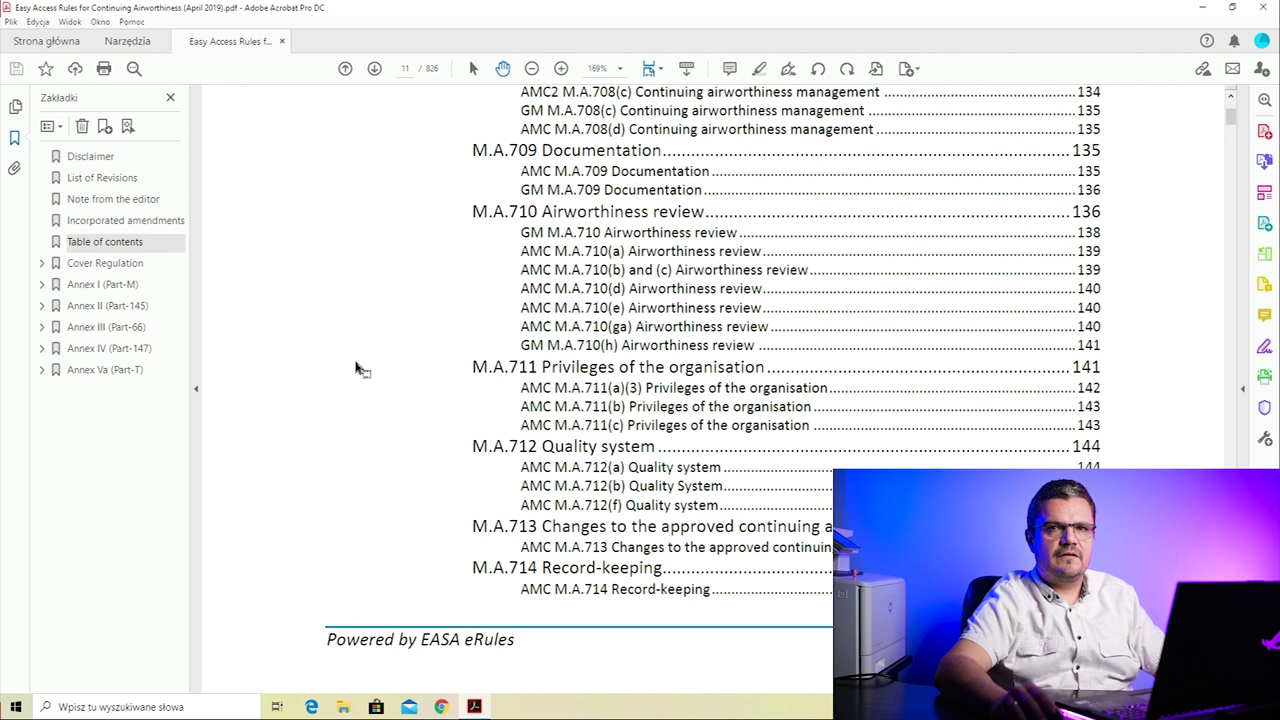 Easy Access Rules for Continuing Airworthiness (April 2019).pdf - Adobe Acrobat Pro DC
Plik Edycja Widok Okno Pomoc
Strona główna Narzędzia Easy Access Rules f... ×
11 / 826 169%
Zakładki
Disclaimer
List of Revisions
Note from the editor
Incorporated amendments
Table of contents
Cover Regulation
Annex I (Part-M)
Annex II (Part-145)
Annex III (Part-66)
Annex IV (Part-147)
Annex Va (Part-T)
AMC2 M.A.708(c) Continuing airworthiness management ........ 134
GM M.A.708(c) Continuing airworthiness management ........ 135
AMC M.A.708(d) Continuing airworthiness management ........ 135
M.A.709 Documentation ........ 135
AMC M.A.709 Documentation ........ 135
GM M.A.709 Documentation ........ 136
M.A.710 Airworthiness review ........ 136
GM M.A.710 Airworthiness review ........ 138
AMC M.A.710(a) Airworthiness review ........ 139
AMC M.A.710(b) and (c) Airworthiness review ........ 139
AMC M.A.710(d) Airworthiness review ........ 140
AMC M.A.710(e) Airworthiness review ........ 140
AMC M.A.710(ga) Airworthiness review ........ 140
GM M.A.710(h) Airworthiness review ........ 141
M.A.711 Privileges of the organisation ........ 141
AMC M.A.711(a)(3) Privileges of the organisation ........ 142
AMC M.A.711(b) Privileges of the organisation ........ 143
AMC M.A.711(c) Privileges of the organisation ........ 143
M.A.712 Quality system ........ 144
AMC M.A.712(a) Quality system ........ 144
AMC M.A.712(b) Quality System ........
AMC M.A.712(f) Quality system ........
M.A.713 Changes to the approved continuing a
AMC M.A.713 Changes to the approved continuin
M.A.714 Record-keeping ........
AMC M.A.714 Record-keeping ........
Powered by EASA eRules
Wpisz tu wyszukiwane słowa